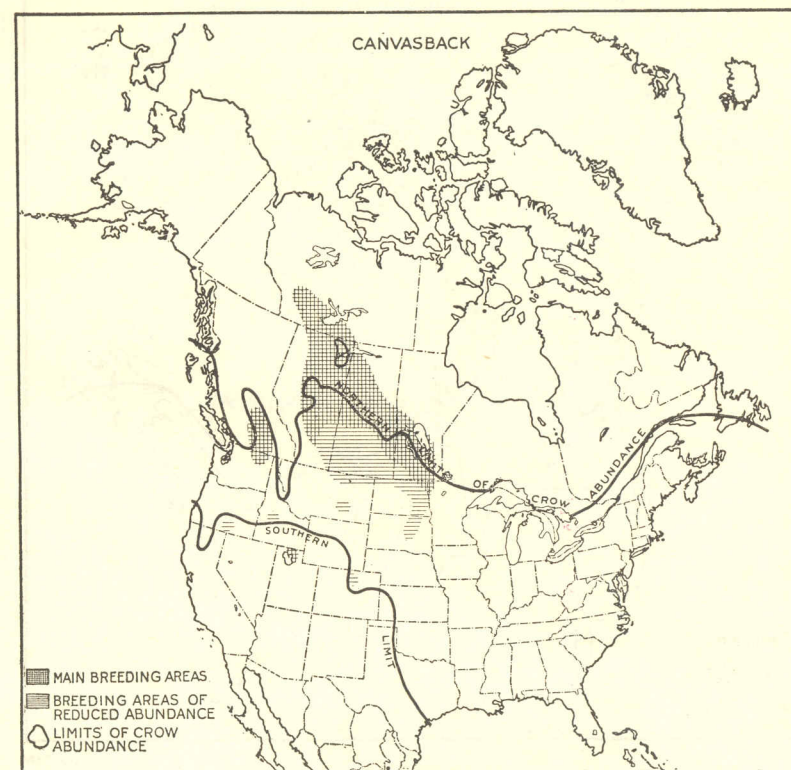 CANVASBACK
NORTHERN LIMITS OF CROW ABUNDANCE
SOUTHERN LIMIT
MAIN BREEDING AREAS
BREEDING AREAS OF
REDUCED ABUNDANCE
LIMITS OF CROW
ABUNDANCE